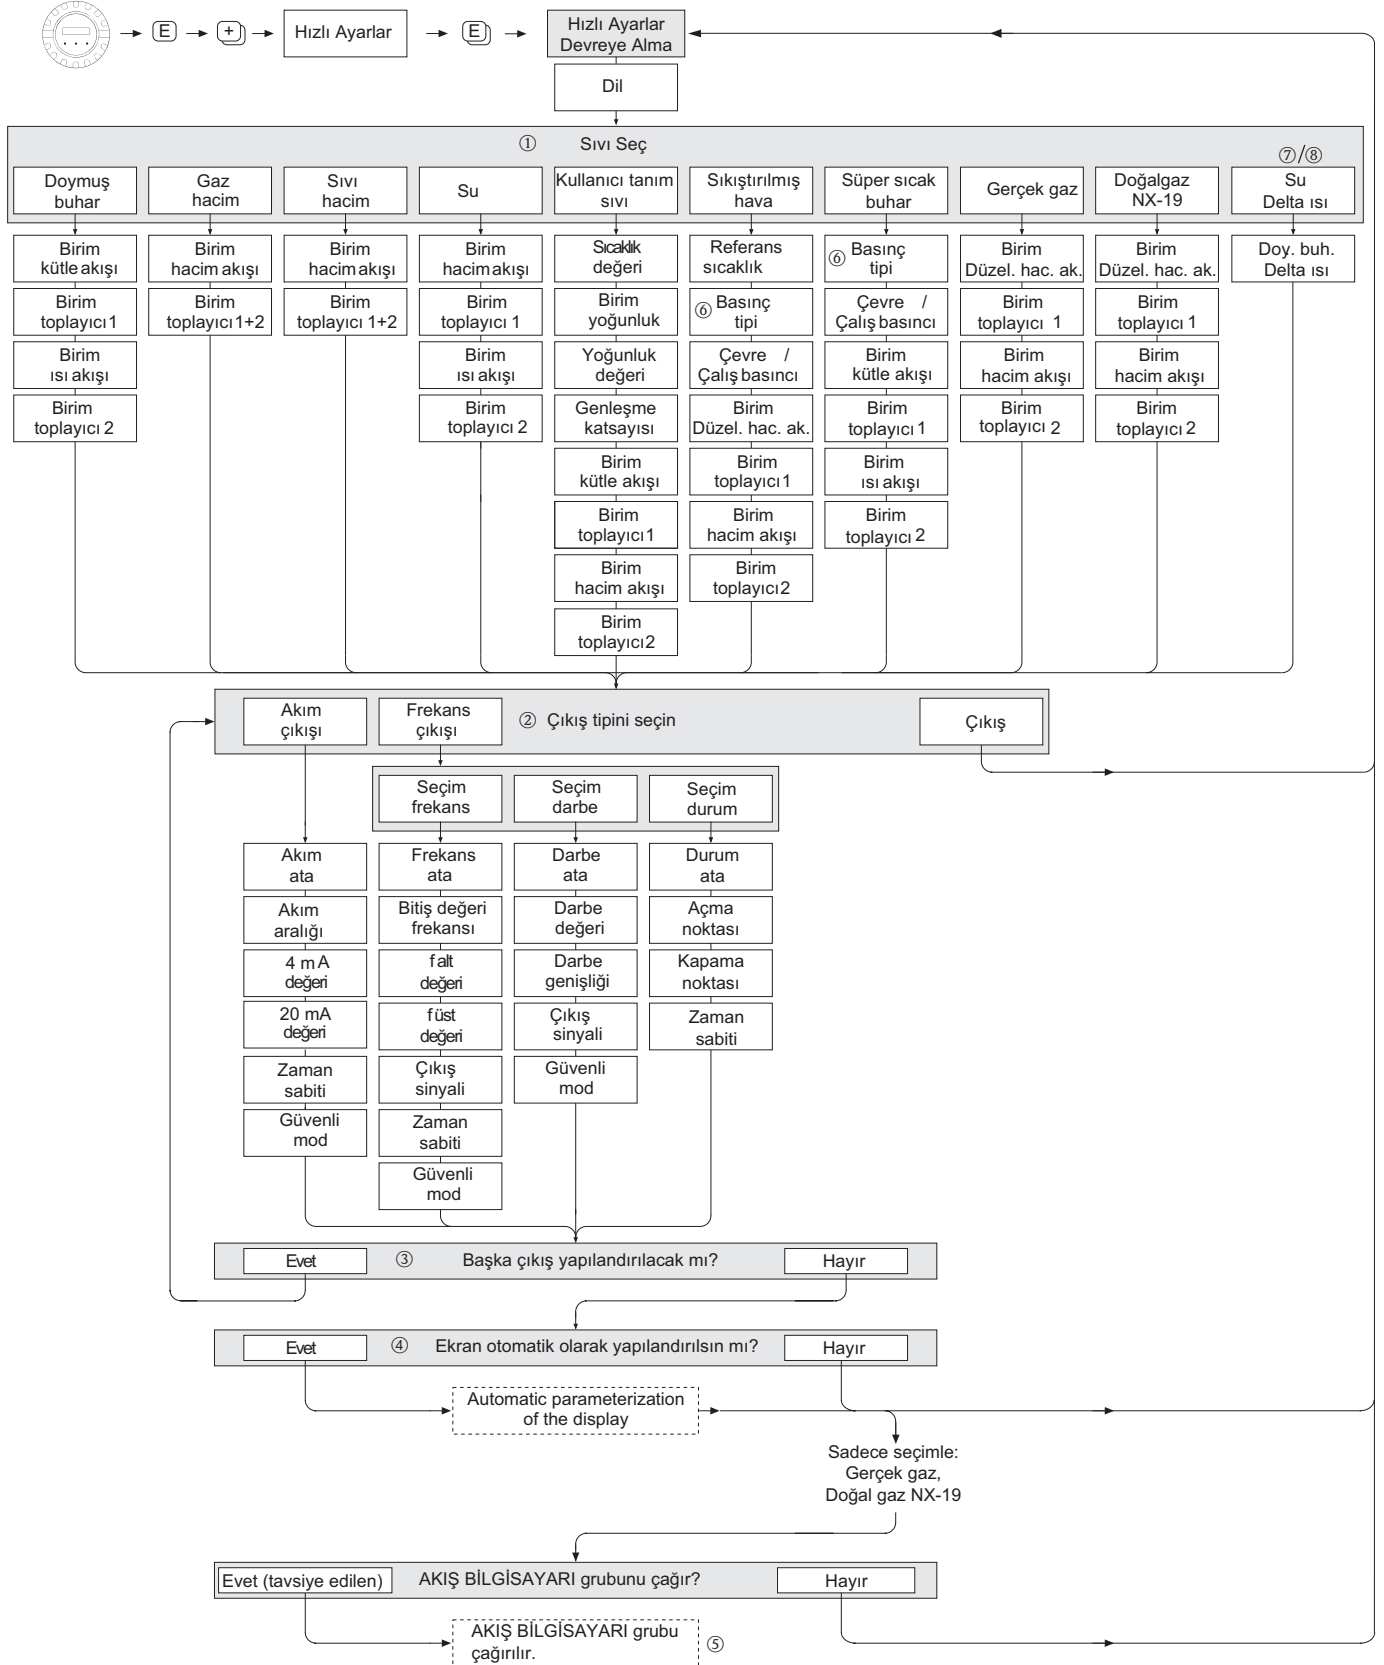 E
+
Hızlı Ayarlar
E
Hızlı Ayarlar
Devreye Alma
Dil
① Sıvı Seç
⑦/⑧
Doymuş
buhar
Gaz
hacim
Sıvı
hacim
Su
Kullanıcı tanım
sıvı
Sıkıştırılmış
hava
Süper sıcak
buhar
Gerçek gaz
Doğalgaz
NX-19
Su
Delta ısı
Birim
kütle akışı
Birim
toplayıcı 1
Birim
ısı akışı
Birim
toplayıcı 2
Birim
hacim akışı
Birim
toplayıcı 1+2
Birim
hacim akışı
Birim
toplayıcı 1+2
Birim
hacim akışı
Birim
toplayıcı 1
Birim
ısı akışı
Birim
toplayıcı 2
Sıcaklık
değeri
Birim
yoğunluk
Yoğunluk
değeri
Genleşme
katsayısı
Birim
kütle akışı
Birim
toplayıcı 1
Birim
hacim akışı
Birim
toplayıcı 2
Referans
sıcaklık
⑥ Basınç
tipi
Çevre /
Çalış basıncı
Birim
Düzel. hac. ak.
Birim
toplayıcı 1
Birim
hacim akışı
Birim
toplayıcı 2
⑥ Basınç
tipi
Çevre /
Çalış basıncı
Birim
kütle akışı
Birim
toplayıcı 1
Birim
ısı akışı
Birim
toplayıcı 2
Birim
Düzel. hac. ak.
Birim
toplayıcı 1
Birim
hacim akışı
Birim
toplayıcı 2
Birim
Düzel. hac. ak.
Birim
toplayıcı 1
Birim
hacim akışı
Birim
toplayıcı 2
Doy. buh.
Delta ısı
Akım
çıkışı
Frekans
çıkışı
② Çıkış tipini seçin
Çıkış
Seçim
frekans
Seçim
darbe
Seçim
durum
Akım
ata
Akım
aralığı
4 mA
değeri
20 mA
değeri
Zaman
sabiti
Güvenli
mod
Frekans
ata
Bitiş değeri
frekansı
f alt
değeri
f üst
değeri
Çıkış
sinyali
Zaman
sabiti
Güvenli
mod
Darbe
ata
Darbe
değeri
Darbe
genişliği
Çıkış
sinyali
Güvenli
mod
Durum
ata
Açma
noktası
Kapama
noktası
Zaman
sabiti
Evet ③ Başka çıkış yapılandırılacak mı? Hayır
Evet ④ Ekran otomatik olarak yapılandırılsın mı? Hayır
Automatic parameterization
of the display
Sadece seçimle:
Gerçek gaz,
Doğal gaz NX-19
Evet (tavsiye edilen) AKIŞ BİLGİSAYARI grubunu çağır? Hayır
AKIŞ BİLGİSAYARI grubu
çağırılır.
⑤